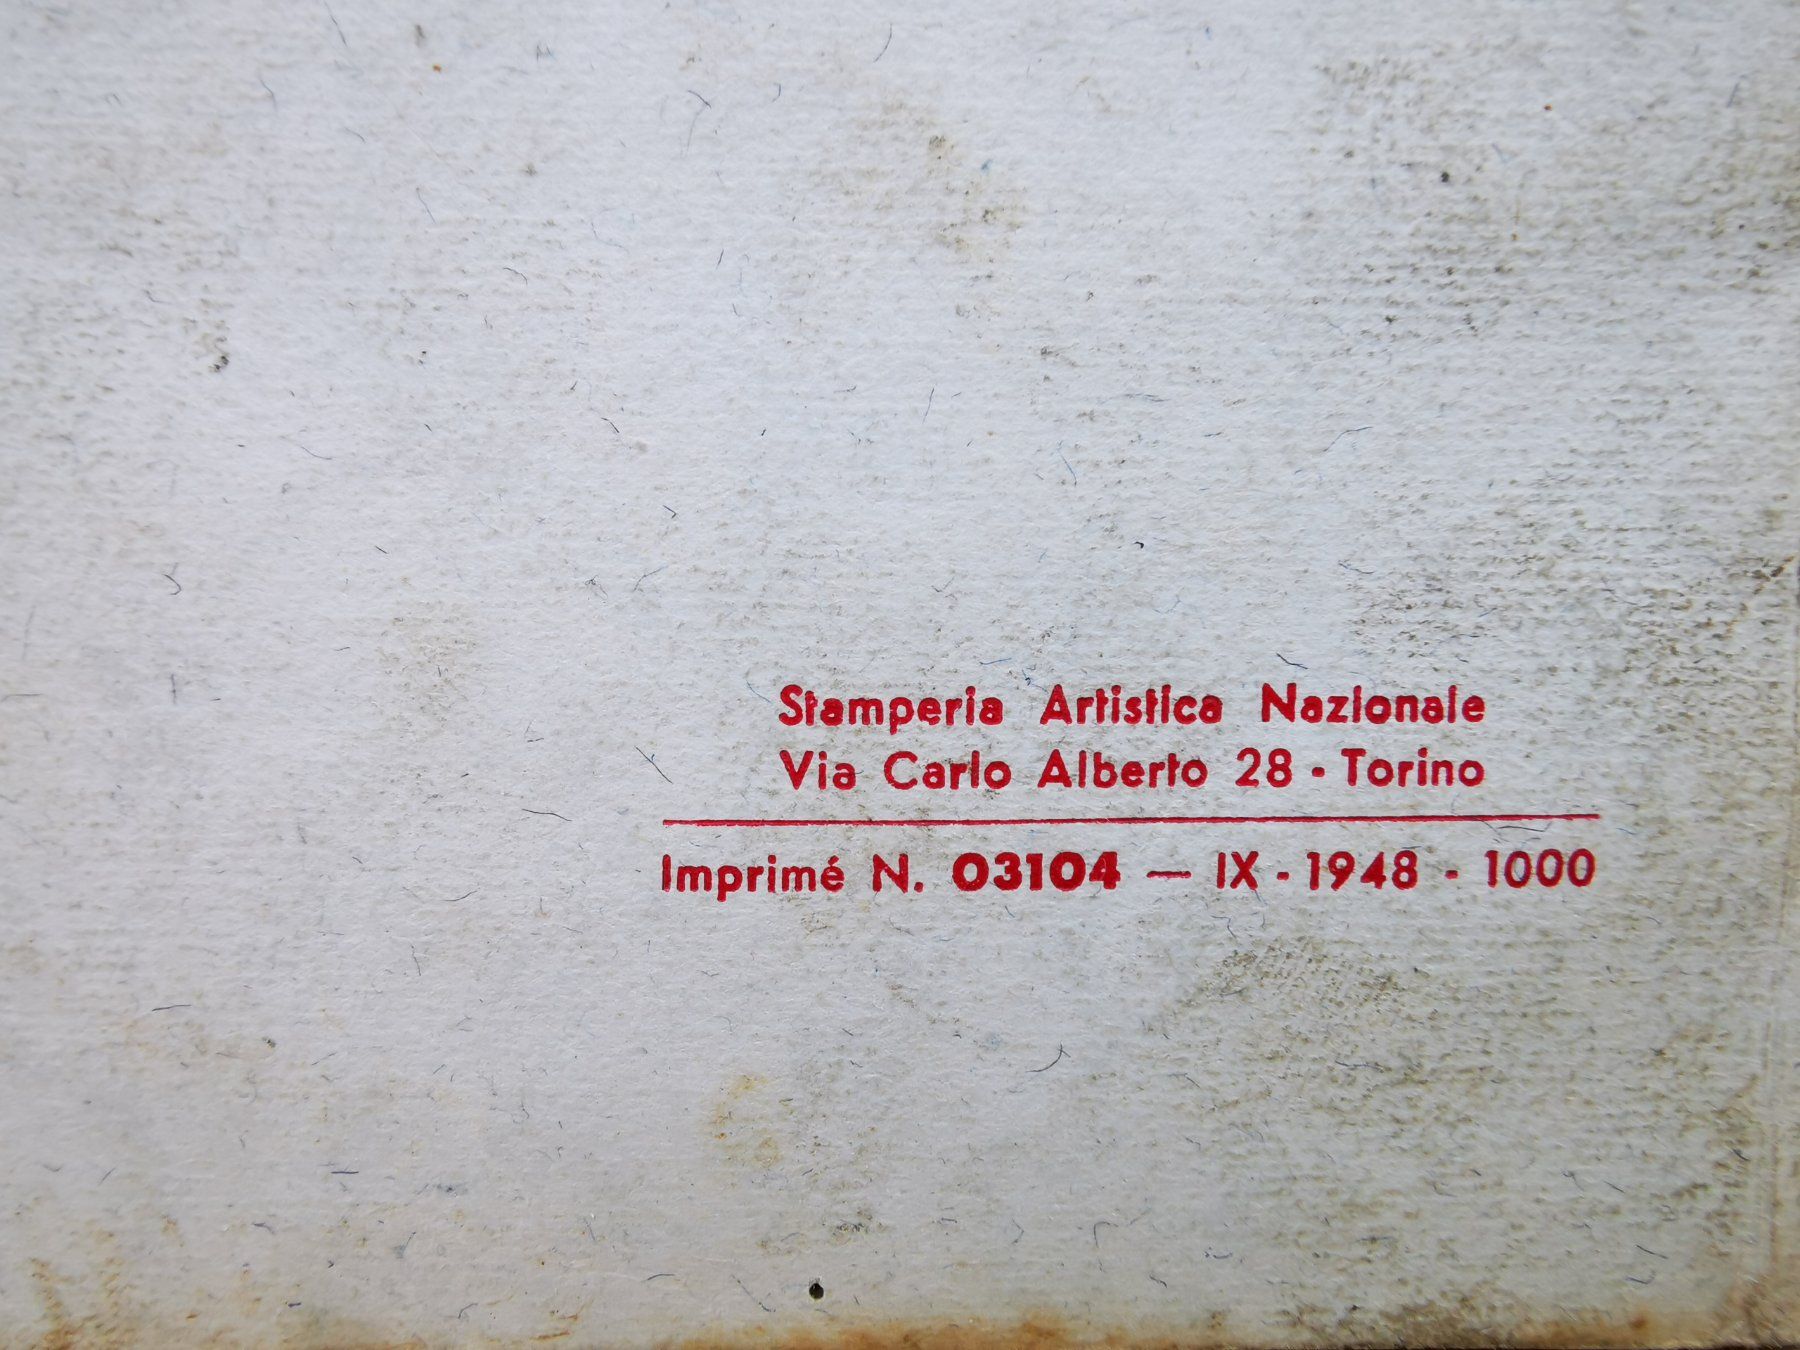 Stamperia Artistica Nazionale
Via Carlo Alberto 28 - Torino
Imprimé N. 03104 — IX - 1948 - 1000